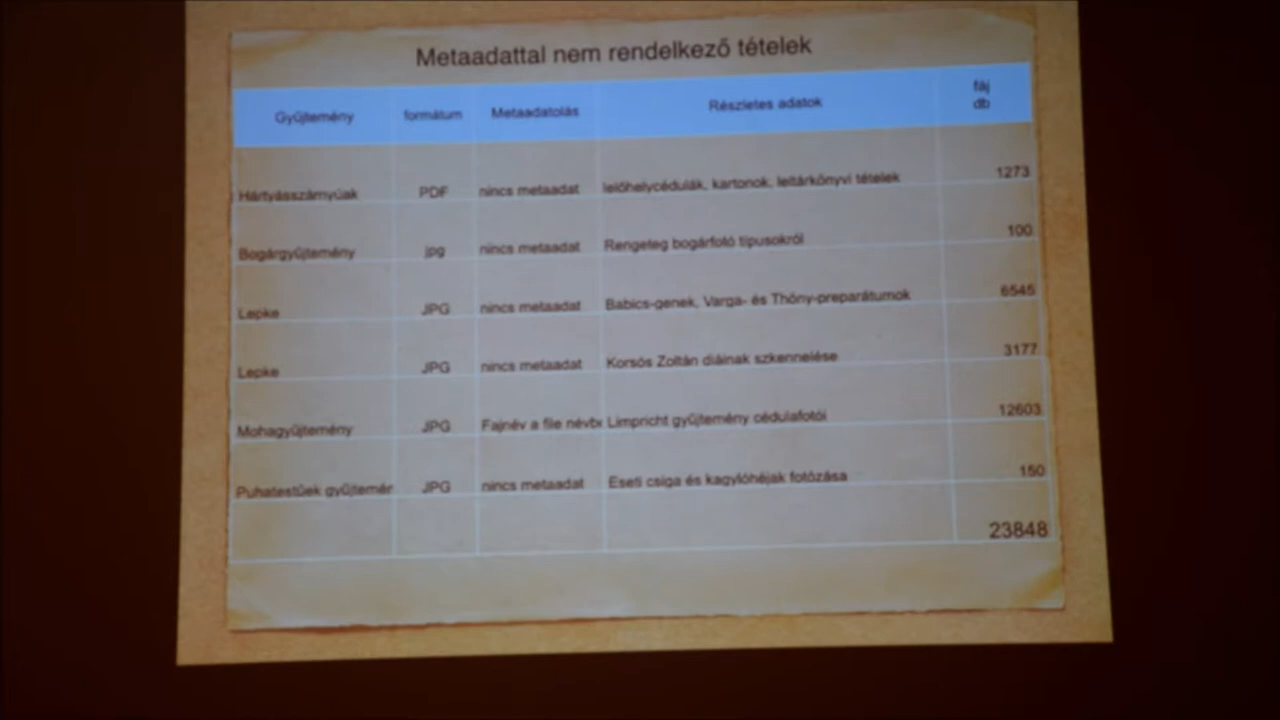 Metaadattal nem rendelkező tételek
Gyűjtemény formátum Metaadatolás Részletes adatok fáj db
Hártyásszárnyúak PDF nincs metaadat lelőhelycédulák, kartonok, leltárkönyvi tételek 1273
Bogárgyűjtemény jpg nincs metaadat Rengeteg bogárfotó típusokról 100
Lepke JPG nincs metaadat Babics-genek, Varga- és Thöny-preparátumok 6545
Lepke JPG nincs metaadat Korsós Zoltán diáinak szkennelése 3177
Mohagyűjtemény JPG Fajnév a file névbe Limpricht gyűjtemény cédulafotói 12603
Puhatestűek gyűjtemér JPG nincs metaadat Eseti csiga és kagylóhéjak fotózása 150
23848